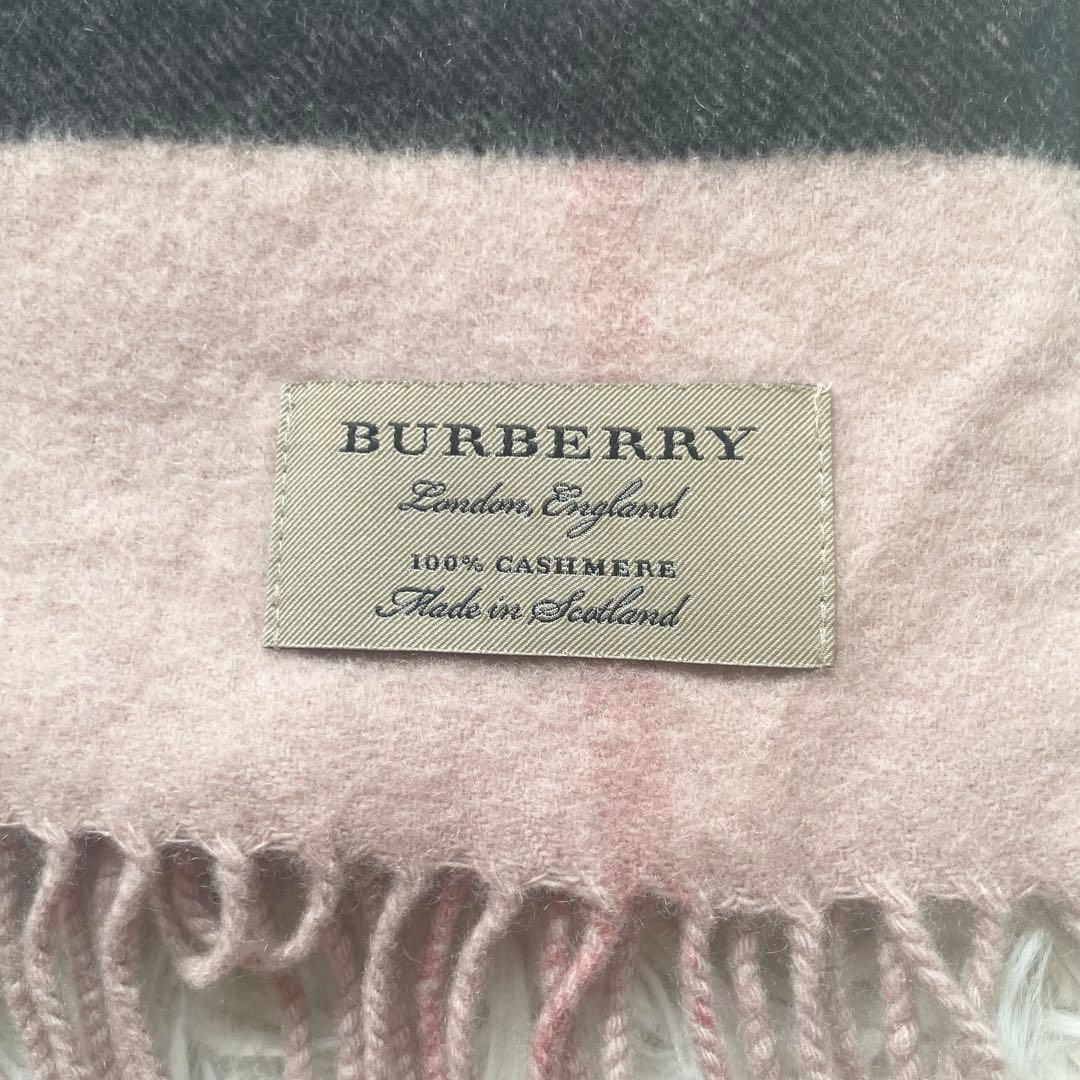 BURBERRY
London, England
100% CASHMERE
Made in Scotland